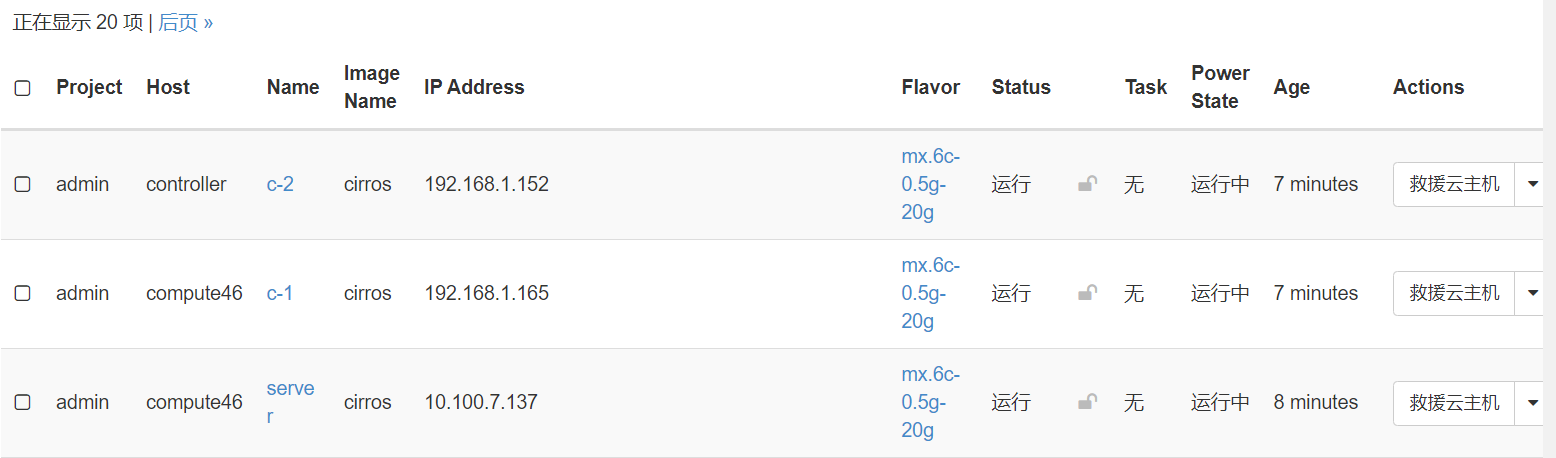 正在显示 20 项 | 后页 »
Project Host Name Image Name IP Address Flavor Status Task Power State Age Actions
admin controller c-2 cirros 192.168.1.152 mx.6c-0.5g-20g 运行 无 运行中 7 minutes 救援云主机
admin compute46 c-1 cirros 192.168.1.165 mx.6c-0.5g-20g 运行 无 运行中 7 minutes 救援云主机
admin compute46 server cirros 10.100.7.137 mx.6c-0.5g-20g 运行 无 运行中 8 minutes 救援云主机